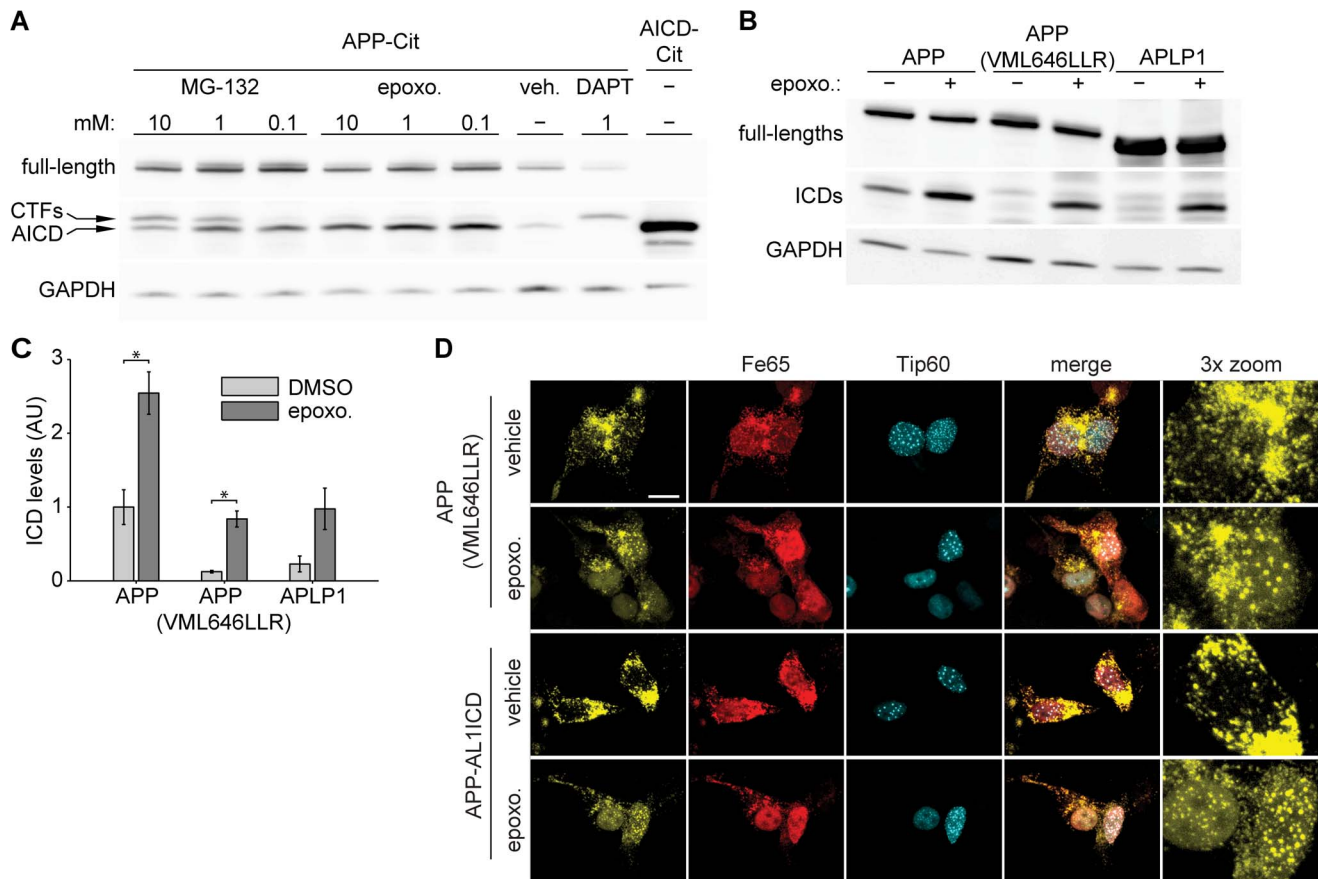 A
APP-Cit
AICD-
Cit
MG-132 epoxo. veh. DAPT –
mM: 10 1 0.1 10 1 0.1 – 1 –
full-length
CTFs
AICD
GAPDH
B
APP APP (VML646LLR) APLP1
epoxo.: – + – + – +
full-lengths
ICDs
GAPDH
C
ICD levels (AU)
3
2
1
0
*
*
DMSO
epoxo.
APP APP APLP1
(VML646LLR)
D
Fe65 Tip60 merge 3x zoom
APP
(VML646LLR)
vehicle
epoxo.
APP-AL1ICD
vehicle
epoxo.